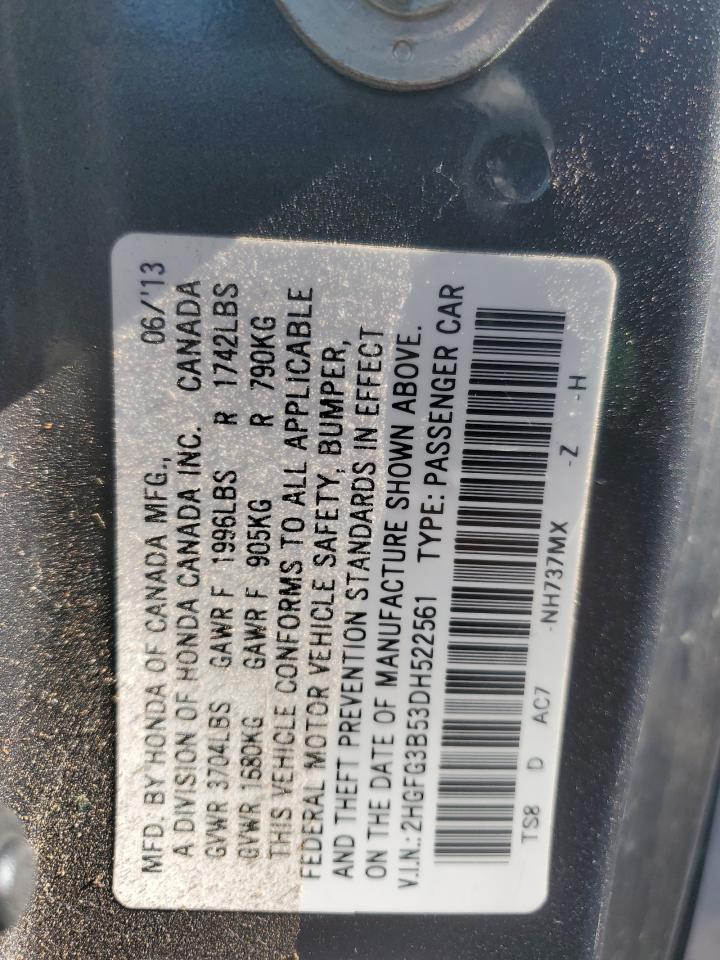 MFD. BY HONDA OF CANADA MFG., 06/'13
A DIVISION OF HONDA CANADA INC. CANADA
GVWR 3704LBS GAWR F 1996LBS R 1742LBS
GVWR 1680KG GAWR F 905KG R 790KG
THIS VEHICLE CONFORMS TO ALL APPLICABLE
FEDERAL MOTOR VEHICLE SAFETY, BUMPER,
AND THEFT PREVENTION STANDARDS IN EFFECT
ON THE DATE OF MANUFACTURE SHOWN ABOVE.
V.I.N.: 2HGFG3B53DH522561 TYPE: PASSENGER CAR
TS8 D AC7 -NH737MX -Z -H